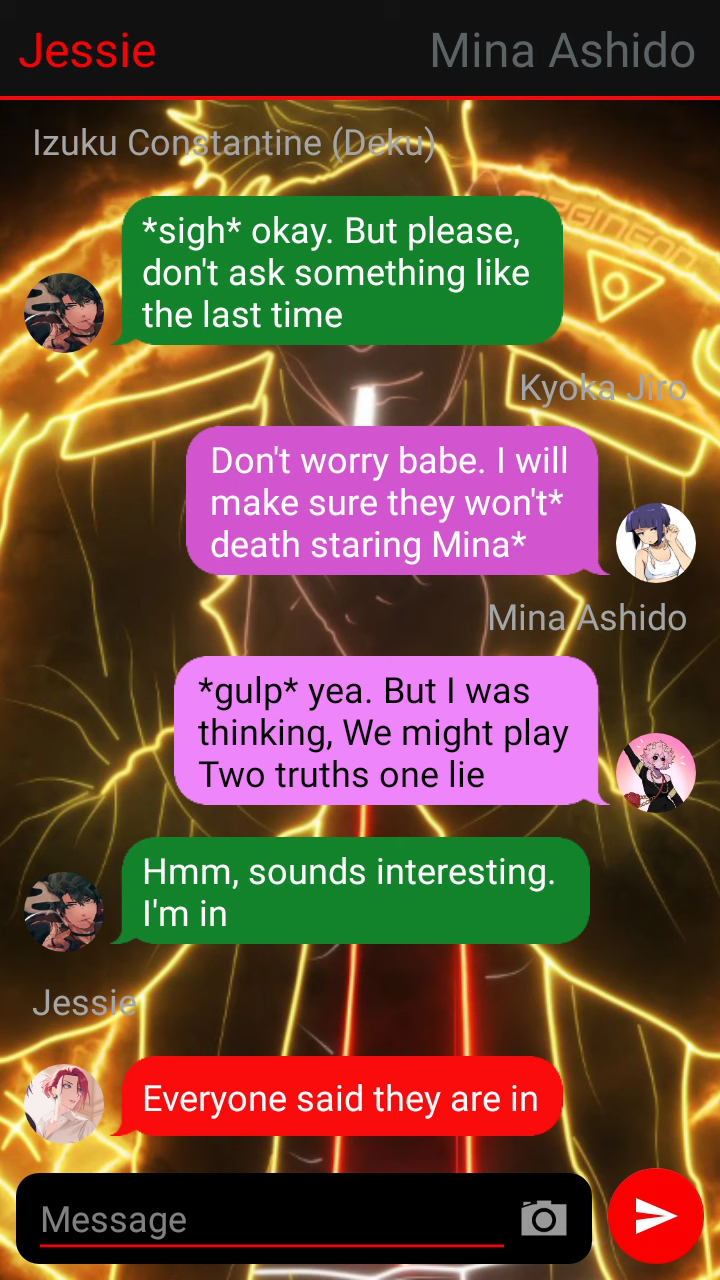 Jessie
Mina Ashido
Izuku Constantine (Deku)
*sigh* okay. But please,
don't ask something like
the last time
Kyoka Jiro
Don't worry babe. I will
make sure they won't*
death staring Mina*
Mina Ashido
*gulp* yea. But I was
thinking, We might play
Two truths one lie
Hmm, sounds interesting.
I'm in
Jessie
Everyone said they are in
Message